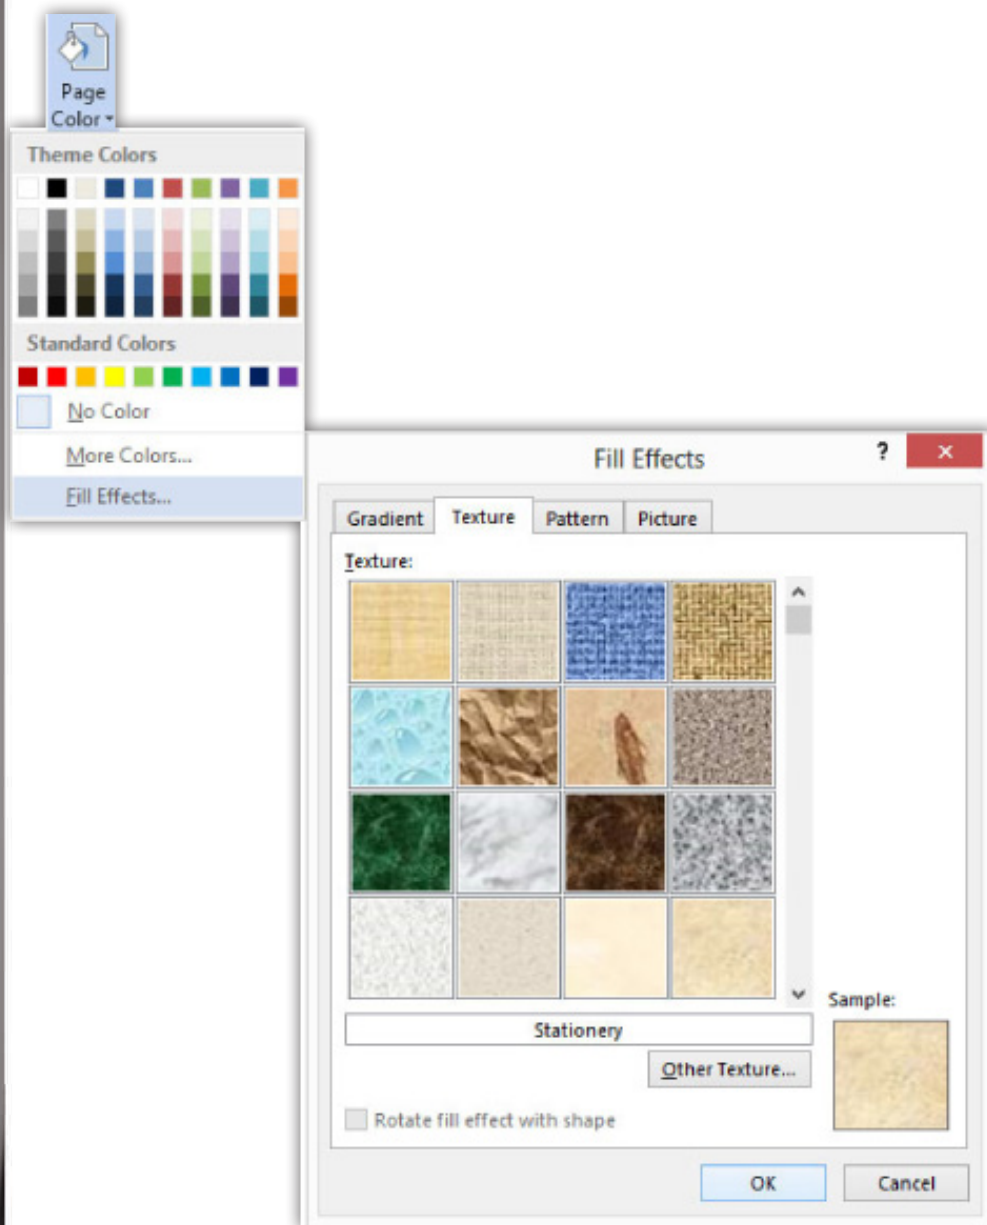 Page
Color
Theme Colors
Standard Colors
No Color
More Colors...
Fill Effects...
Fill Effects
?
Gradient
Texture
Pattern
Picture
Texture:
Sample:
Stationery
Other Texture...
Rotate fill effect with shape
OK
Cancel